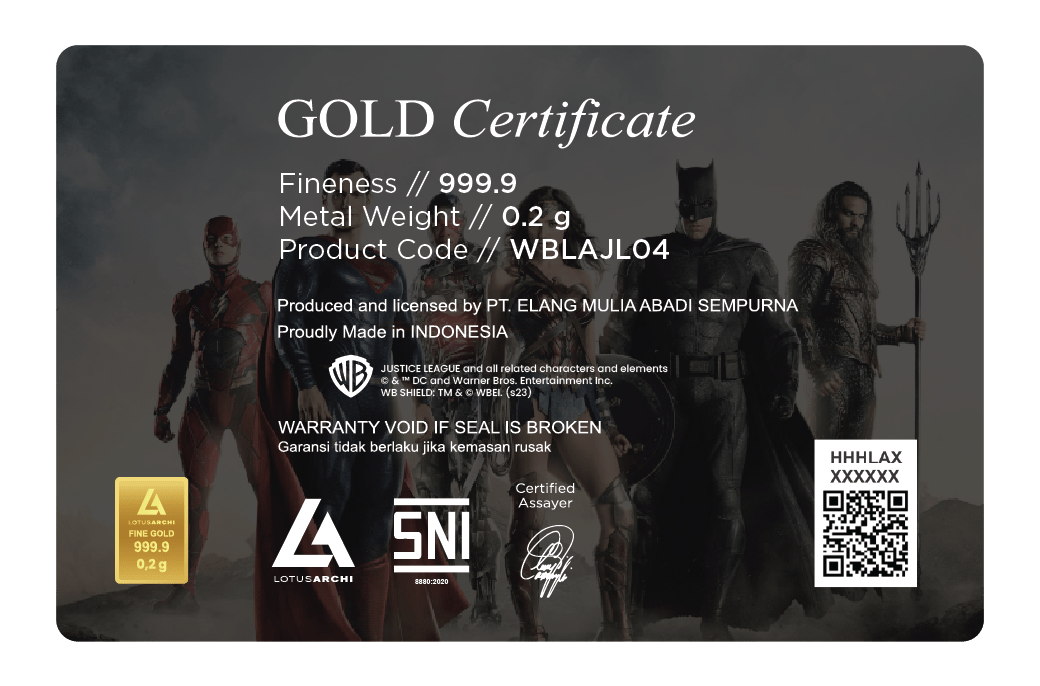 GOLD Certificate
Fineness // 999.9
Metal Weight // 0.2 g
Product Code // WBLAJL04
Produced and licensed by PT. ELANG MULIA ABADI SEMPURNA
Proudly Made in INDONESIA
WB
JUSTICE LEAGUE and all related characters and elements
© & ™ DC and Warner Bros. Entertainment Inc.
WB SHIELD: TM & © WBEI. (s23)
WARRANTY VOID IF SEAL IS BROKEN
Garansi tidak berlaku jika kemasan rusak
HHHLAX
XXXXXX
LOTUSARCHI
FINE GOLD
999.9
0,2 g
LOTUSARCHI
SNI
8880:2020
Certified
Assayer